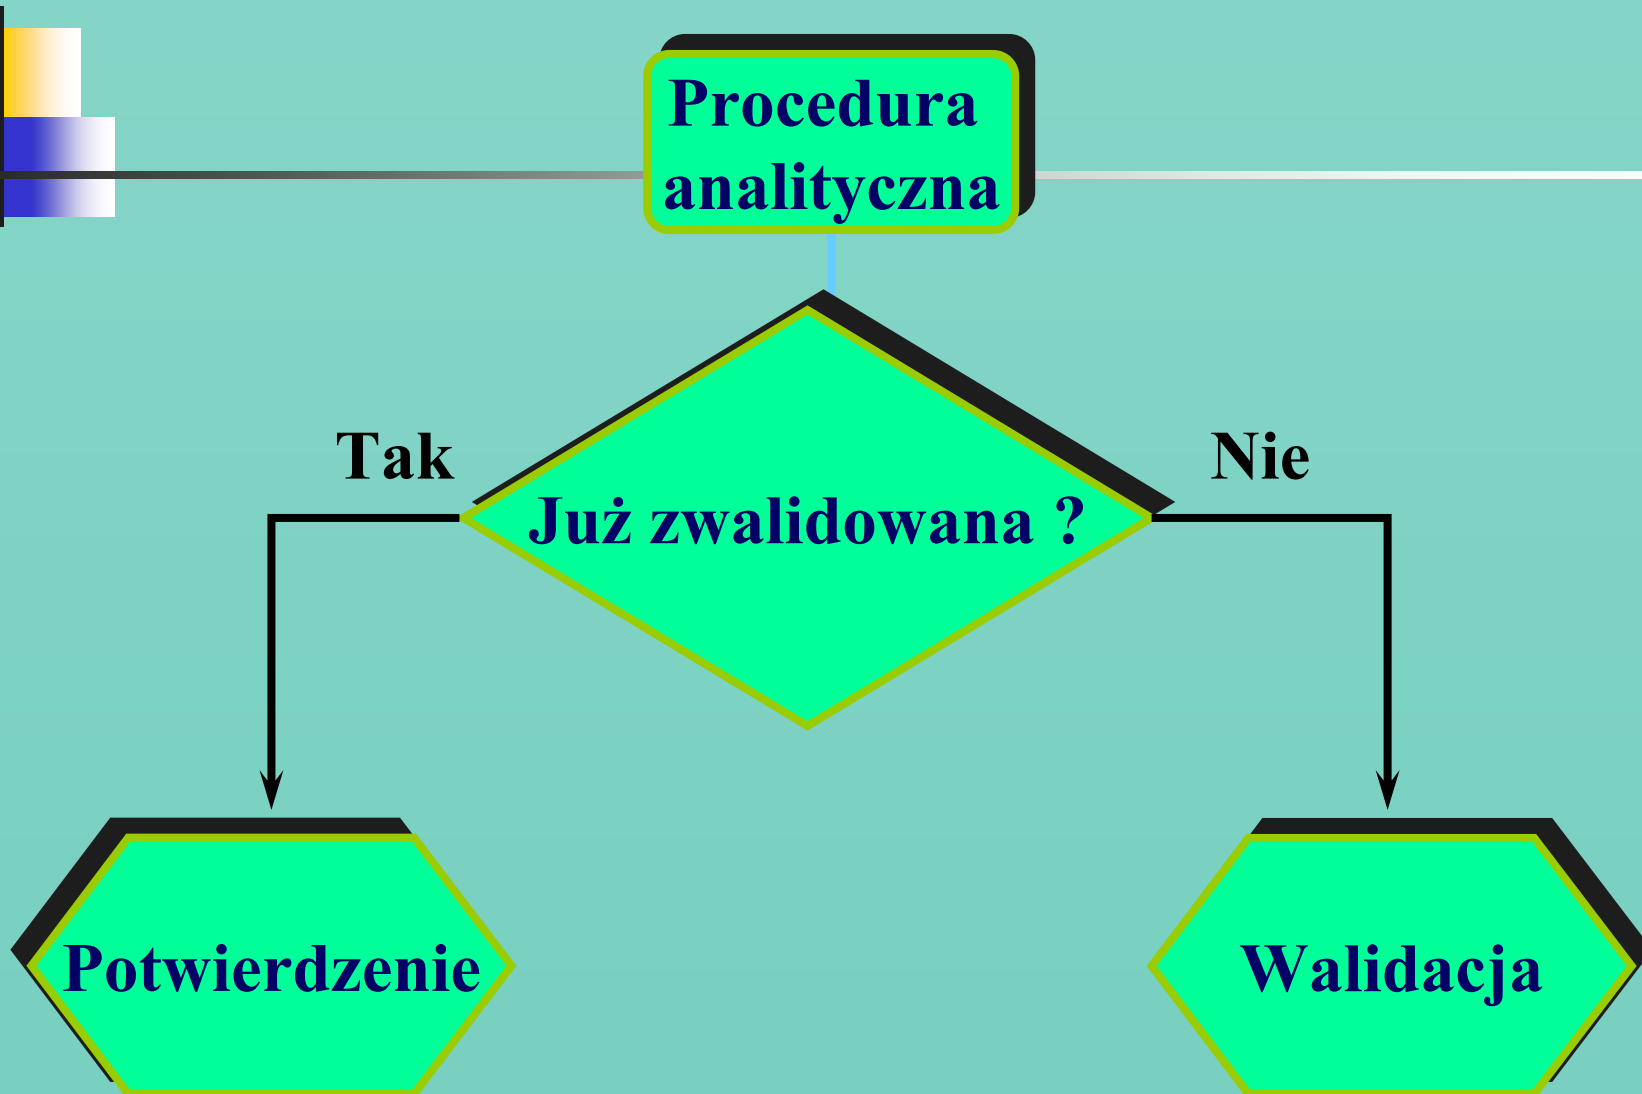 Procedura
analityczna
Tak
Nie
Już zwalidowana ?
Potwierdzenie
Walidacja